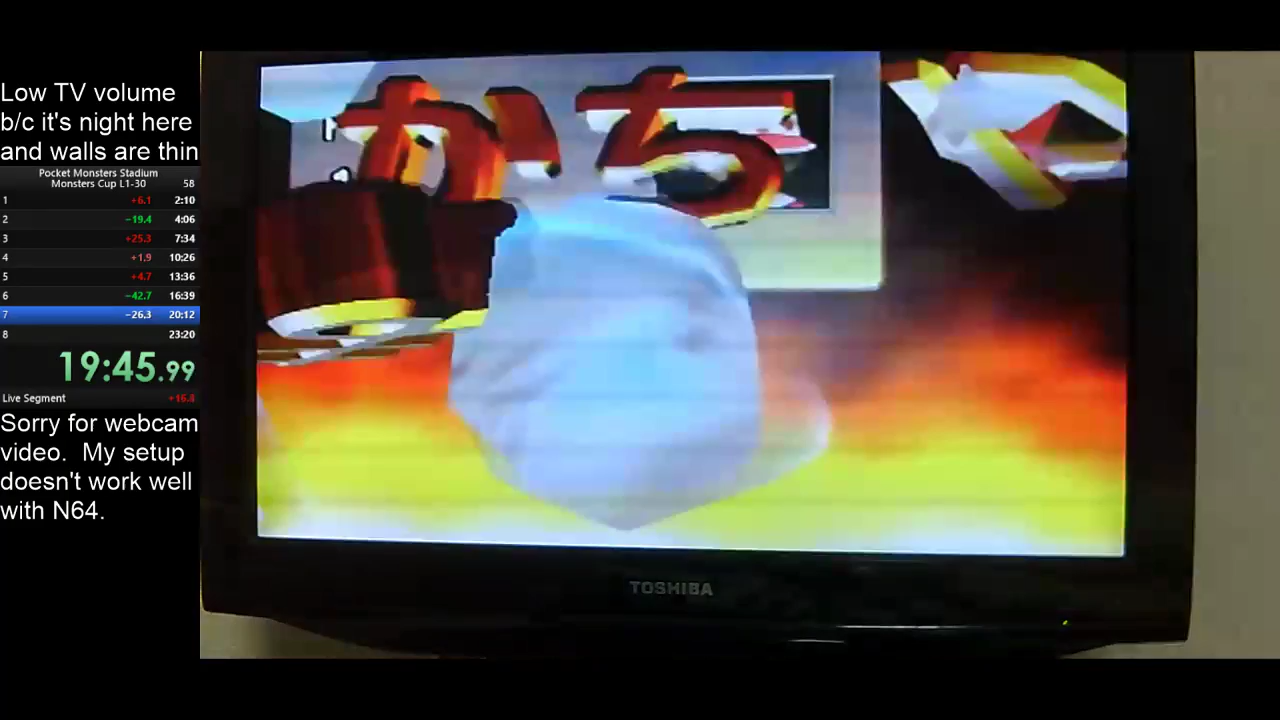 Low TV volume
b/c it's night here
and walls are thin
Pocket Monsters Stadium
Monsters Cup L1-30 58
1 +6.1 2:10
2 −19.4 4:06
3 +25.3 7:34
4 +1.9 10:26
5 +4.7 13:36
6 −42.7 16:39
7 −26.3 20:12
8 23:20
19:45.99
Live Segment +16.8
Sorry for webcam
video. My setup
doesn't work well
with N64.
かち
TOSHIBA